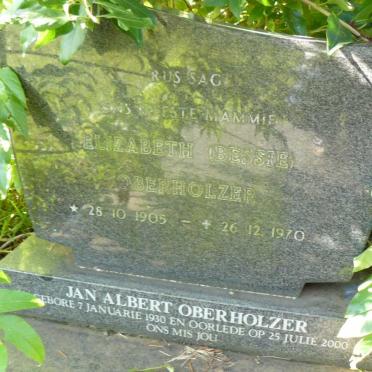 RUS SAG
ONS LIEFSTE MAMMIE
ELIZABETH (BESSIE)
OBERHOLZER
★ 28·10·1905 – ✝ 26·12·1970
JAN ALBERT OBERHOLZER
GEBORE 7 JANUARIE 1930 EN OORLEDE OP 25 JULIE 2000
ONS MIS JOU